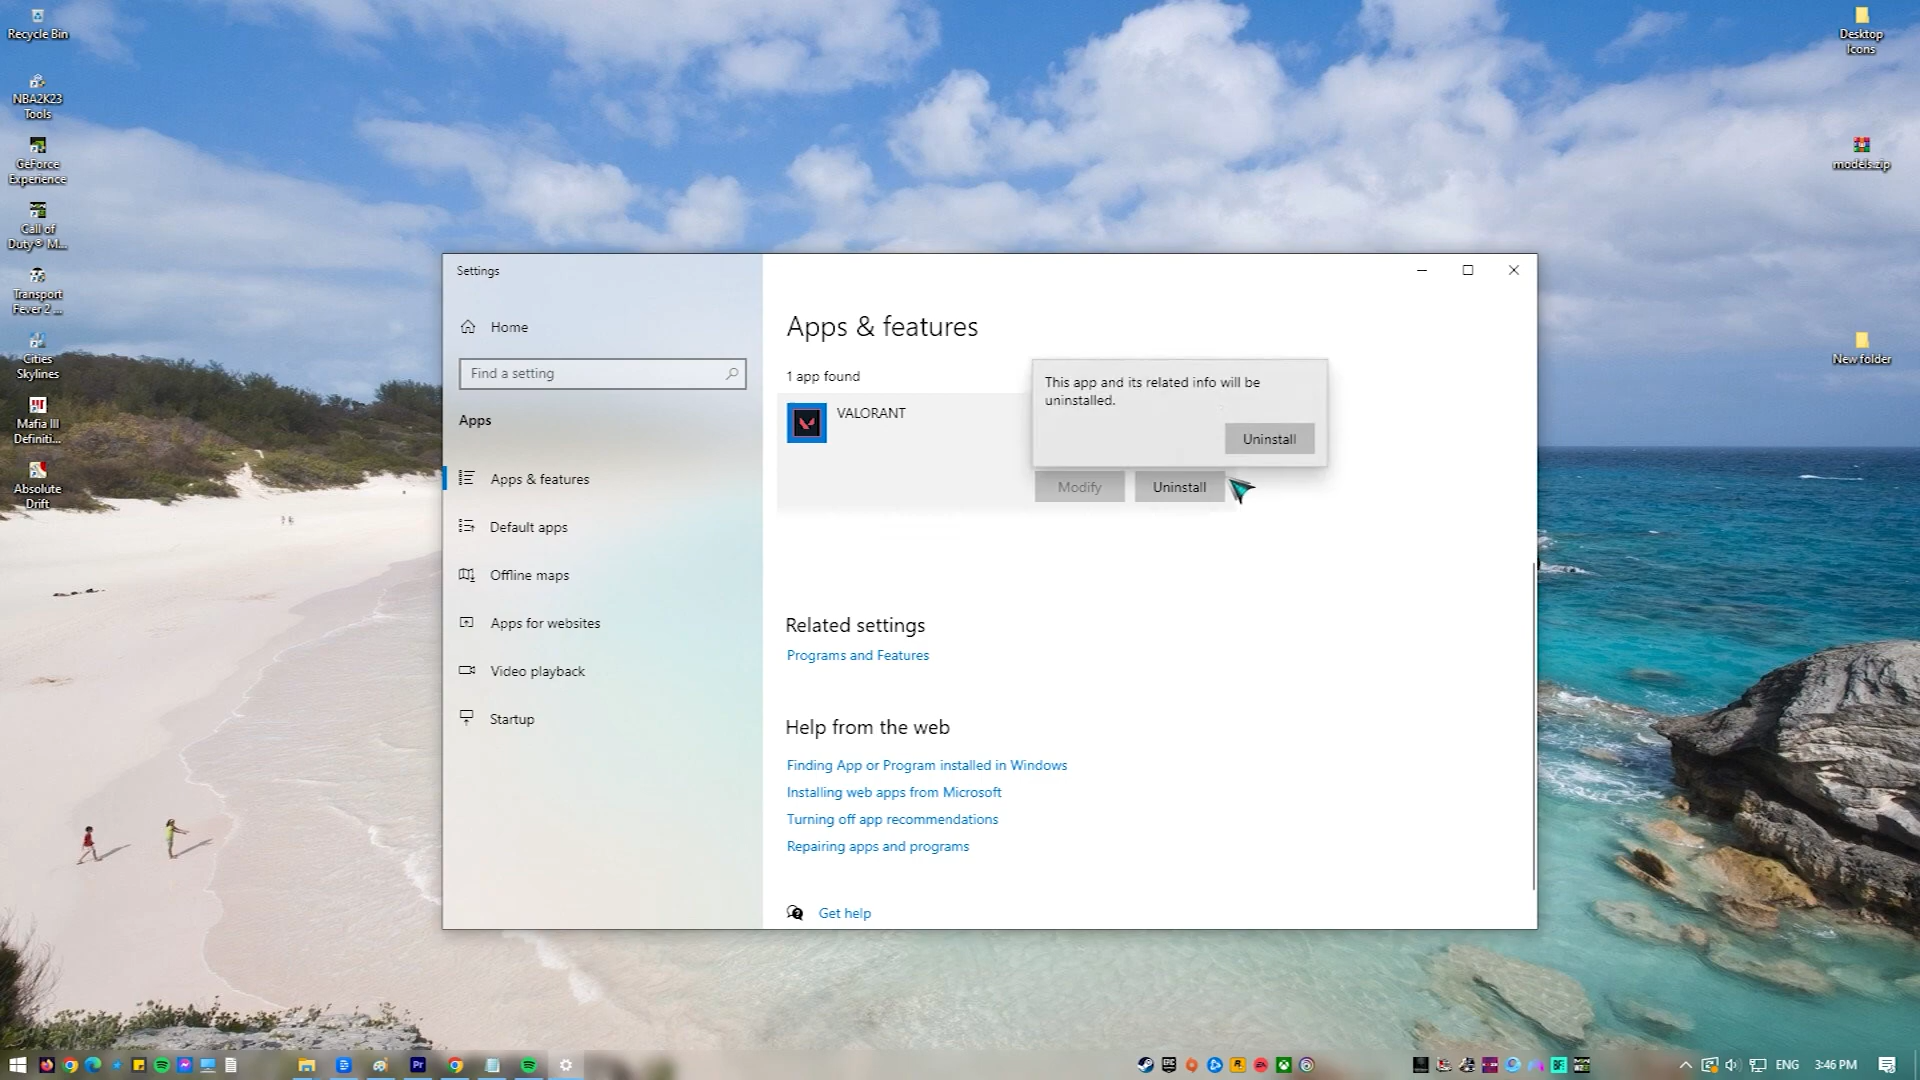 Recycle Bin
NBA2K23
Tools
GeForce
Experience
Call of
Duty® M...
Transport
Fever 2 ...
Cities
Skylines
Mafia III
Definiti...
Absolute
Drift
Desktop
Icons
models.zip
New folder
Settings
Home
Find a setting
Apps
Apps & features
Default apps
Offline maps
Apps for websites
Video playback
Startup
Apps & features
1 app found
VALORANT
This app and its related info will be
uninstalled.
Uninstall
Modify
Uninstall
Related settings
Programs and Features
Help from the web
Finding App or Program installed in Windows
Installing web apps from Microsoft
Turning off app recommendations
Repairing apps and programs
Get help
Pr
EPIC
EA
BF
ENG
3:46 PM